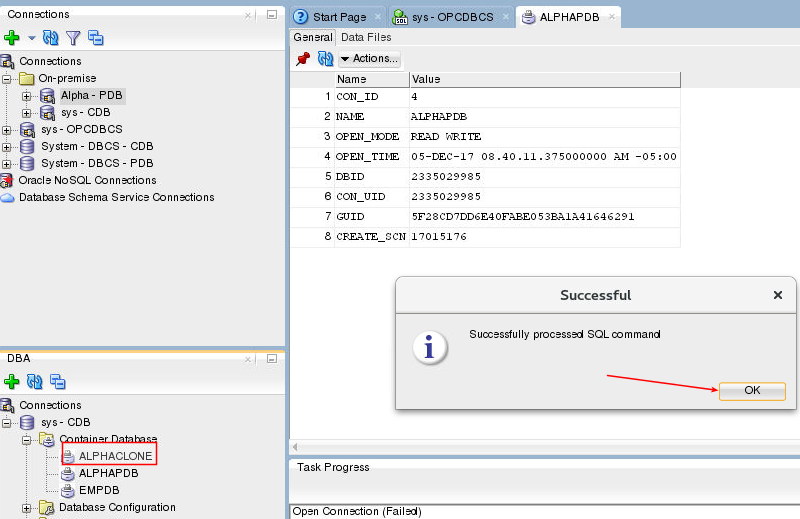 Connections
Connections
On-premise
Alpha - PDB
sys - CDB
sys - OPCDBCS
System - DBCS - CDB
System - DBCS - PDB
Oracle NoSQL Connections
Database Schema Service Connections
DBA
Connections
sys - CDB
Container Database
ALPHACLONE
ALPHAPDB
EMPDB
Database Configuration
Start Page sys - OPCDBCS ALPHAPDB
General Data Files
Actions...
Name Value
1 CON_ID 4
2 NAME ALPHAPDB
3 OPEN_MODE READ WRITE
4 OPEN_TIME 05-DEC-17 08.40.11.375000000 AM -05:00
5 DBID 2335029985
6 CON_UID 2335029985
7 GUID 5F28CD7DD6E40FABE053BA1A41646291
8 CREATE_SCN 17015176
Successful
Successfully processed SQL command
OK
Task Progress
Open Connection (Failed)